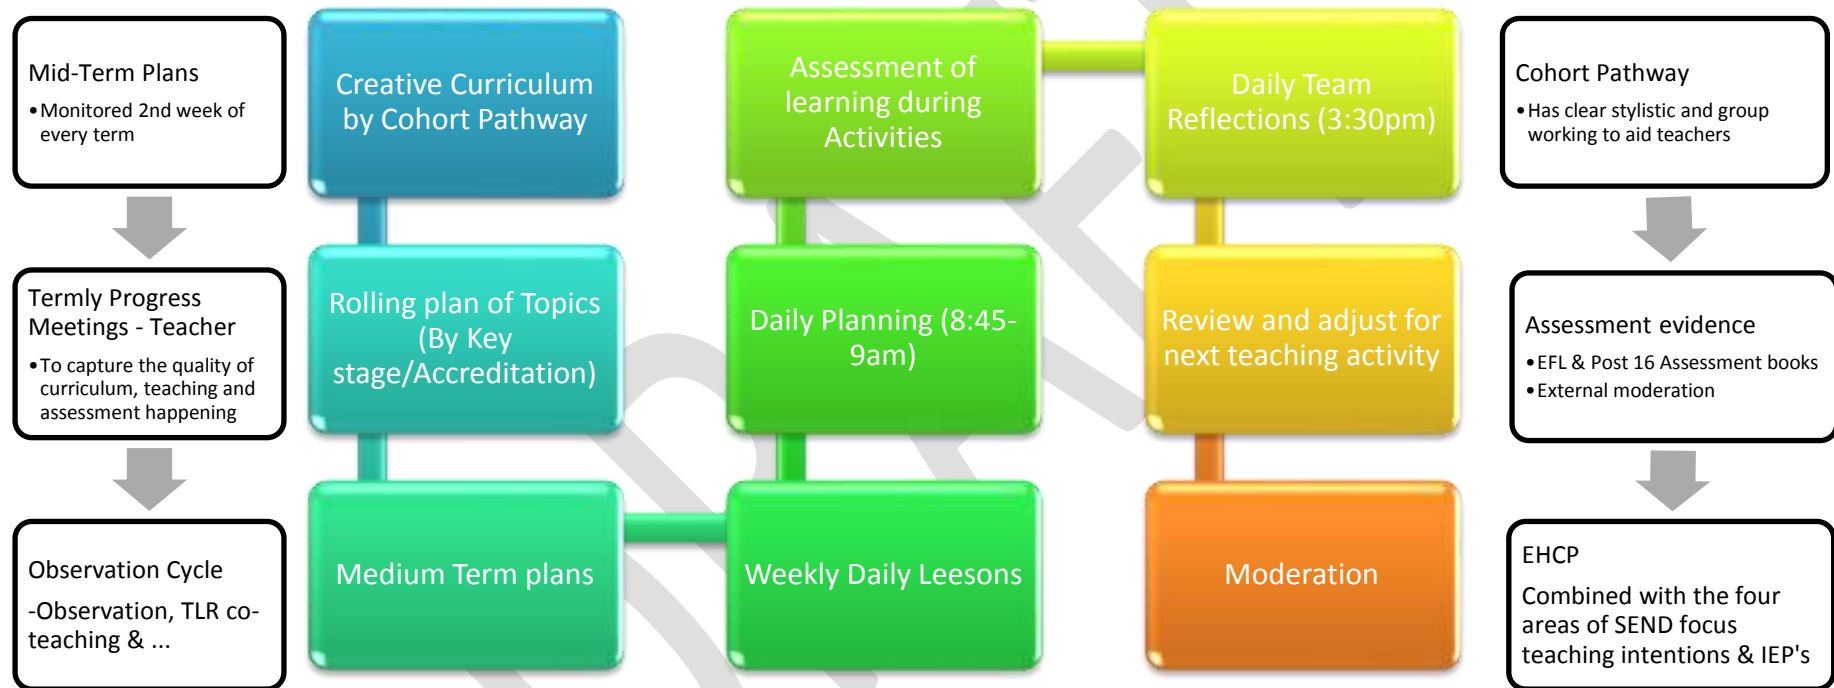 Mid-Term Plans
•Monitored 2nd week of
every term
Termly Progress
Meetings - Teacher
•To capture the quality of
curriculum, teaching and
assessment happening
Observation Cycle
-Observation, TLR co-
teaching & ...
Creative Curriculum
by Cohort Pathway
Rolling plan of Topics
(By Key
stage/Accreditation)
Medium Term plans
Weekly Daily Leesons
Daily Planning (8:45-
9am)
Assessment of
learning during
Activities
Daily Team
Reflections (3:30pm)
Review and adjust for
next teaching activity
Moderation
Cohort Pathway
•Has clear stylistic and group
working to aid teachers
Assessment evidence
•EFL & Post 16 Assessment books
•External moderation
EHCP
Combined with the four
areas of SEND focus
teaching intentions & IEP's